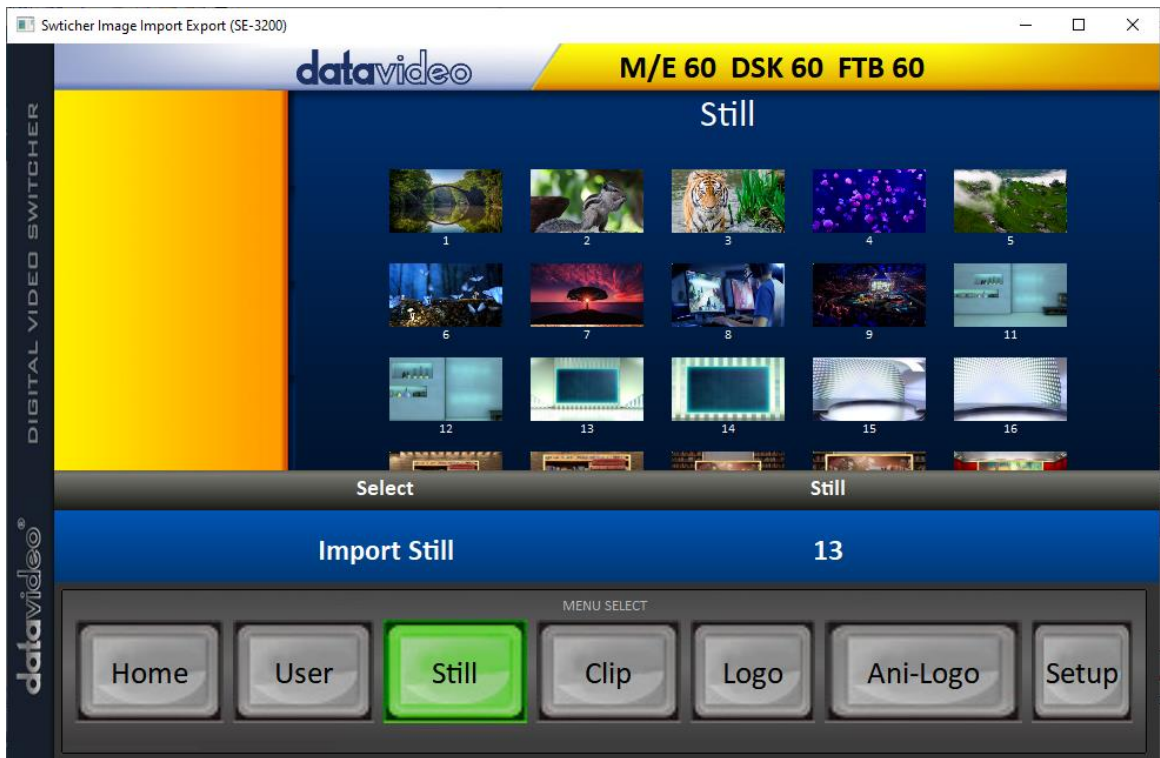 Swticher Image Import Export (SE-3200)
datavideo
M/E 60 DSK 60 FTB 60
Still
1 2 3 4 5
6 7 8 9 11
12 13 14 15 16
Select Still
Import Still 13
MENU SELECT
Home User Still Clip Logo Ani-Logo Setup
DIGITAL VIDEO SWITCHER
datavideo®